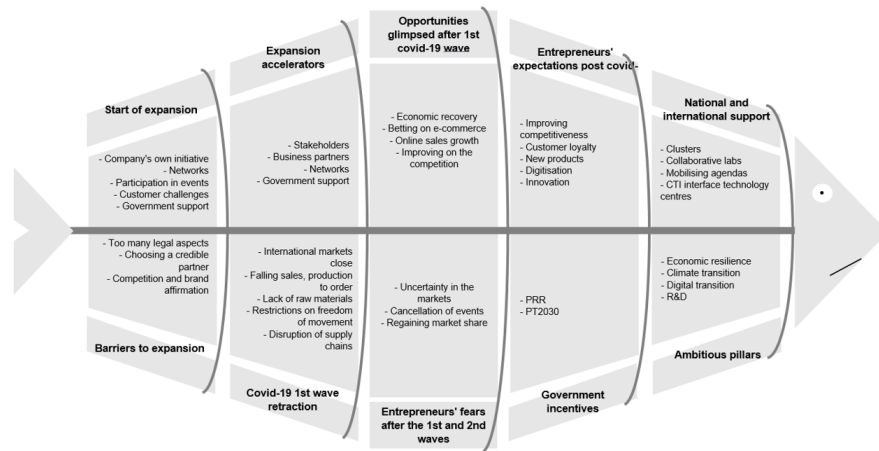 Start of expansion
- Company's own initiative
- Networks
- Participation in events
- Customer challenges
- Government support
Expansion
accelerators
- Stakeholders
- Business partners
- Networks
- Government support
Opportunities
glimpsed after 1st
covid-19 wave
- Economic recovery
- Betting on e-commerce
- Online sales growth
- Improving on the
competition
Entrepreneurs'
expectations post covid-
- Improving
competitiveness
- Customer loyalty
- New products
- Digitisation
- Innovation
National and
international support
- Clusters
- Collaborative labs
- Mobilising agendas
- CTI interface technology
centres
- Too many legal aspects
- Choosing a credible
partner
- Competition and brand
affirmation
Barriers to expansion
- International markets
close
- Falling sales, production
to order
- Lack of raw materials
- Restrictions on freedom
of movement
- Disruption of supply
chains
Covid-19 1st wave
retraction
- Uncertainty in the
markets
- Cancellation of events
- Regaining market share
Entrepreneurs' fears
after the 1st and 2nd
waves
- PRR
- PT2030
Government
incentives
- Economic resilience
- Climate transition
- Digital transition
- R&D
Ambitious pillars